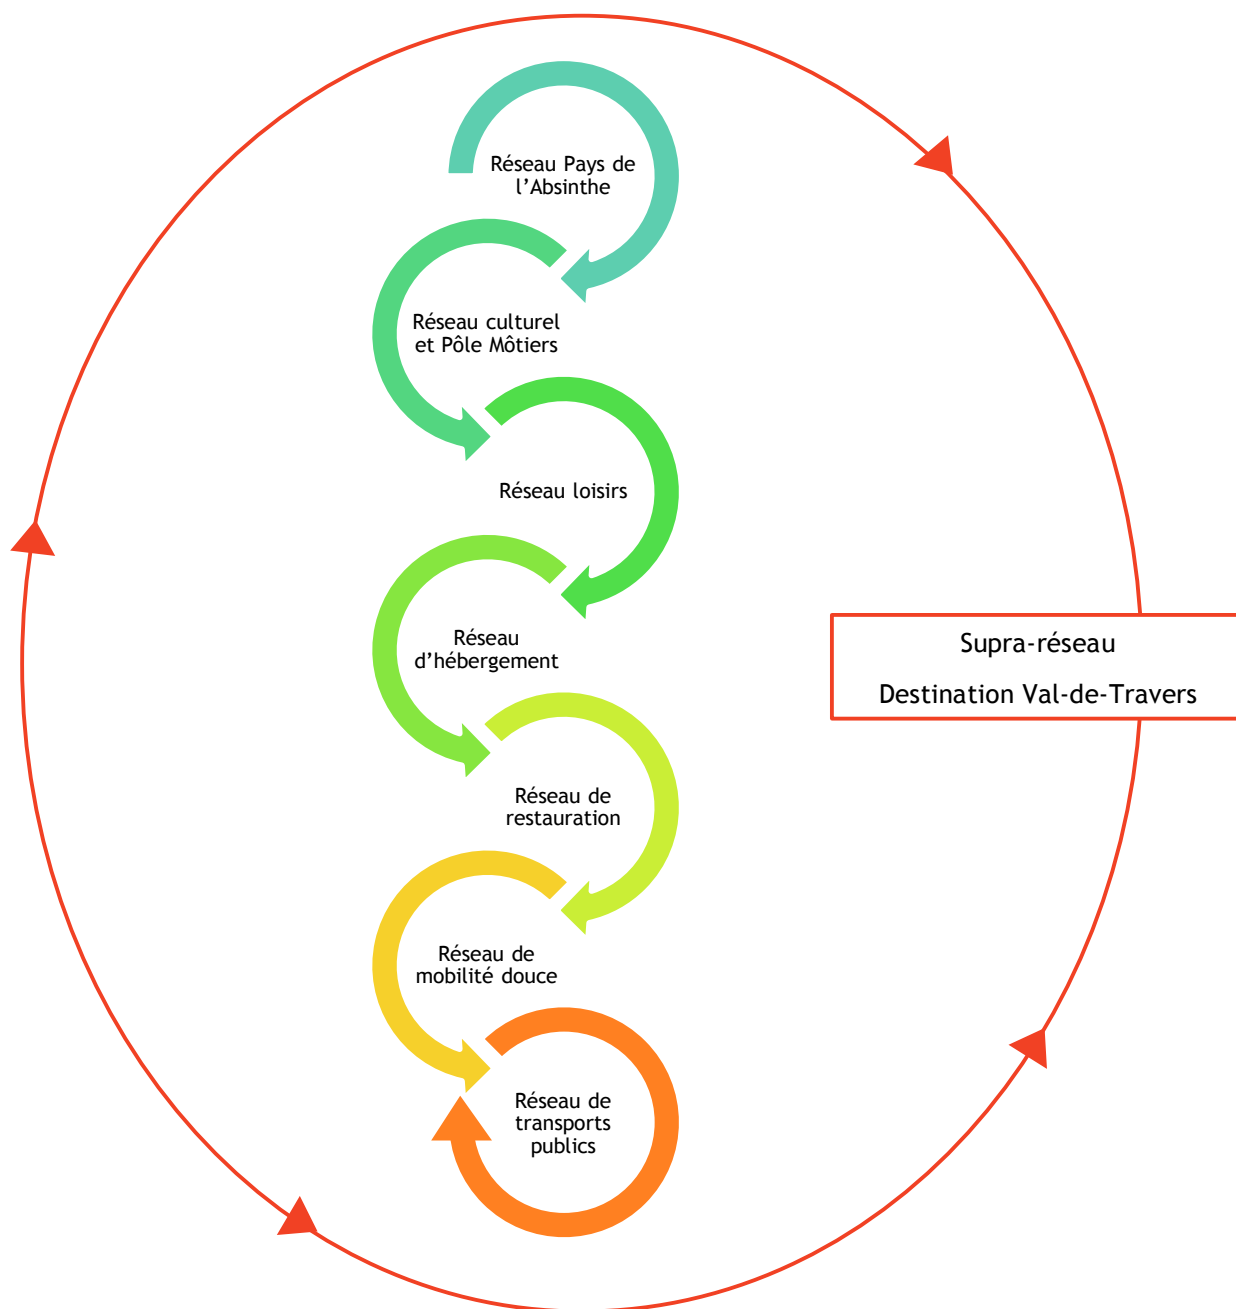 Réseau Pays de
l’Absinthe
Réseau culturel
et Pôle Môtiers
Réseau loisirs
Réseau
d’hébergement
Supra-réseau
Destination Val-de-Travers
Réseau de
restauration
Réseau de
mobilité douce
Réseau de
transports
publics